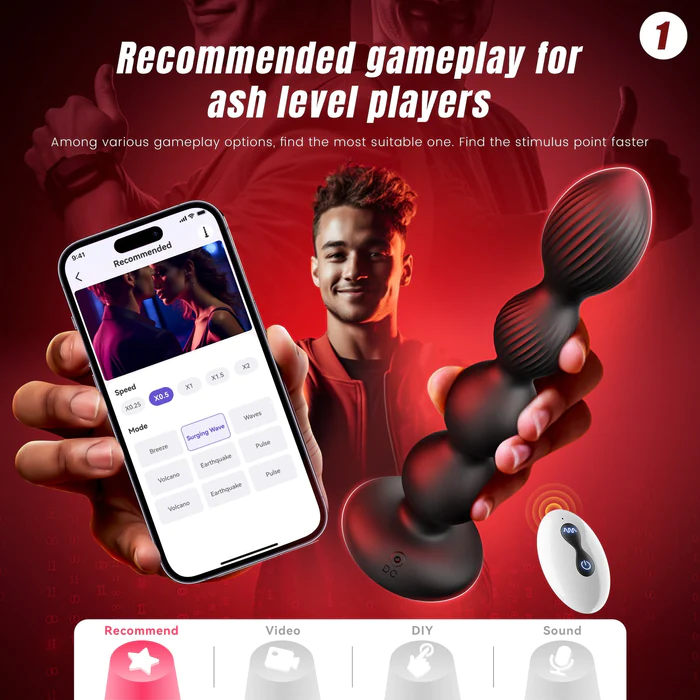 1
Recommended gameplay for
ash level players
Among various gameplay options, find the most suitable one. Find the stimulus point faster
9:41
Recommended
Speed
X0.25 X0.5 X1 X1.5 X2
Mode
Breeze Surging Wave Waves
Volcano Earthquake Pulse
Volcano Earthquake Pulse
Recommend Video DIY Sound